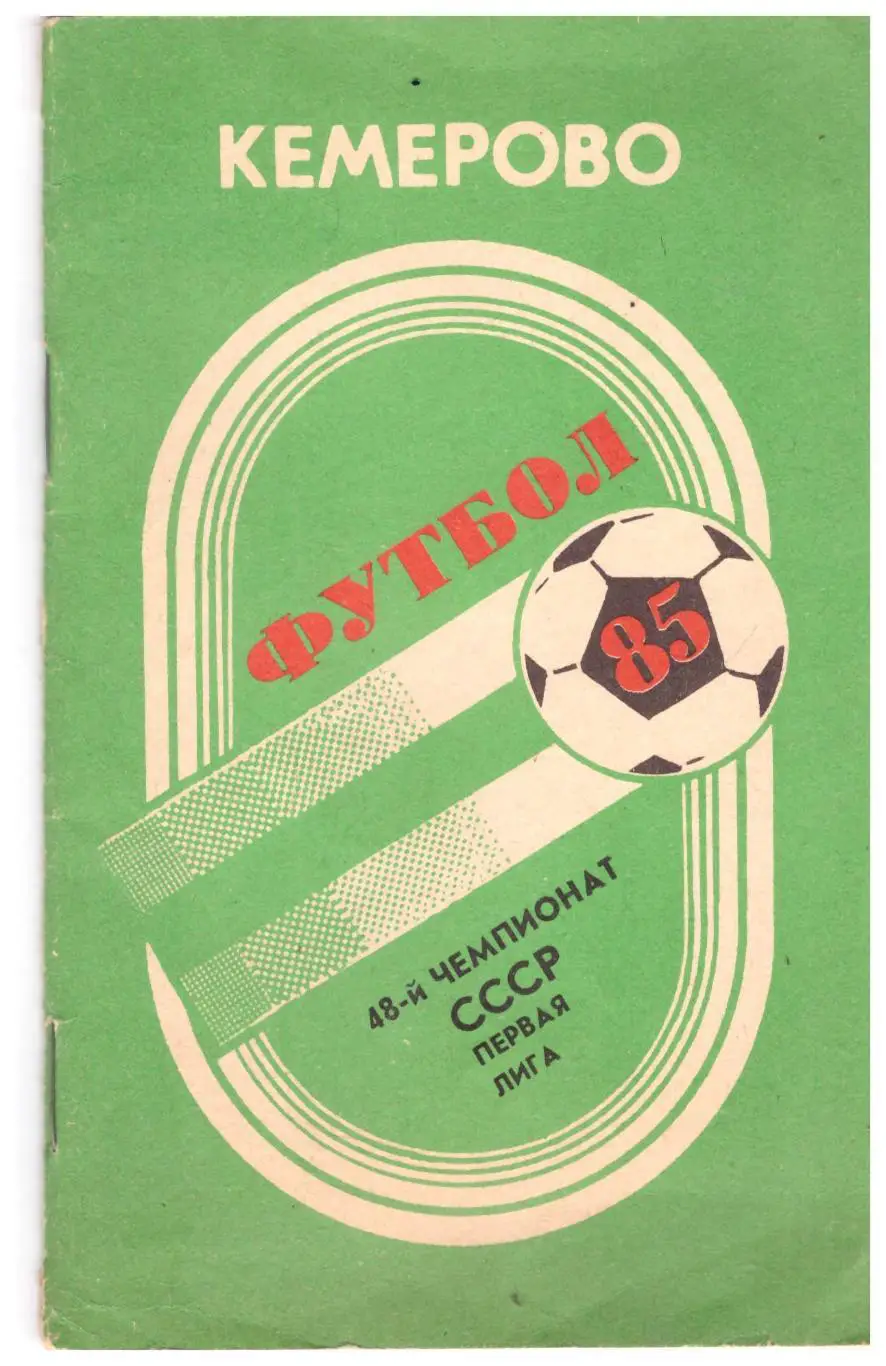 КЕМЕРОВО
ФУТБОЛ
85
48-й ЧЕМПИОНАТ
СССР
ПЕРВАЯ
ЛИГА